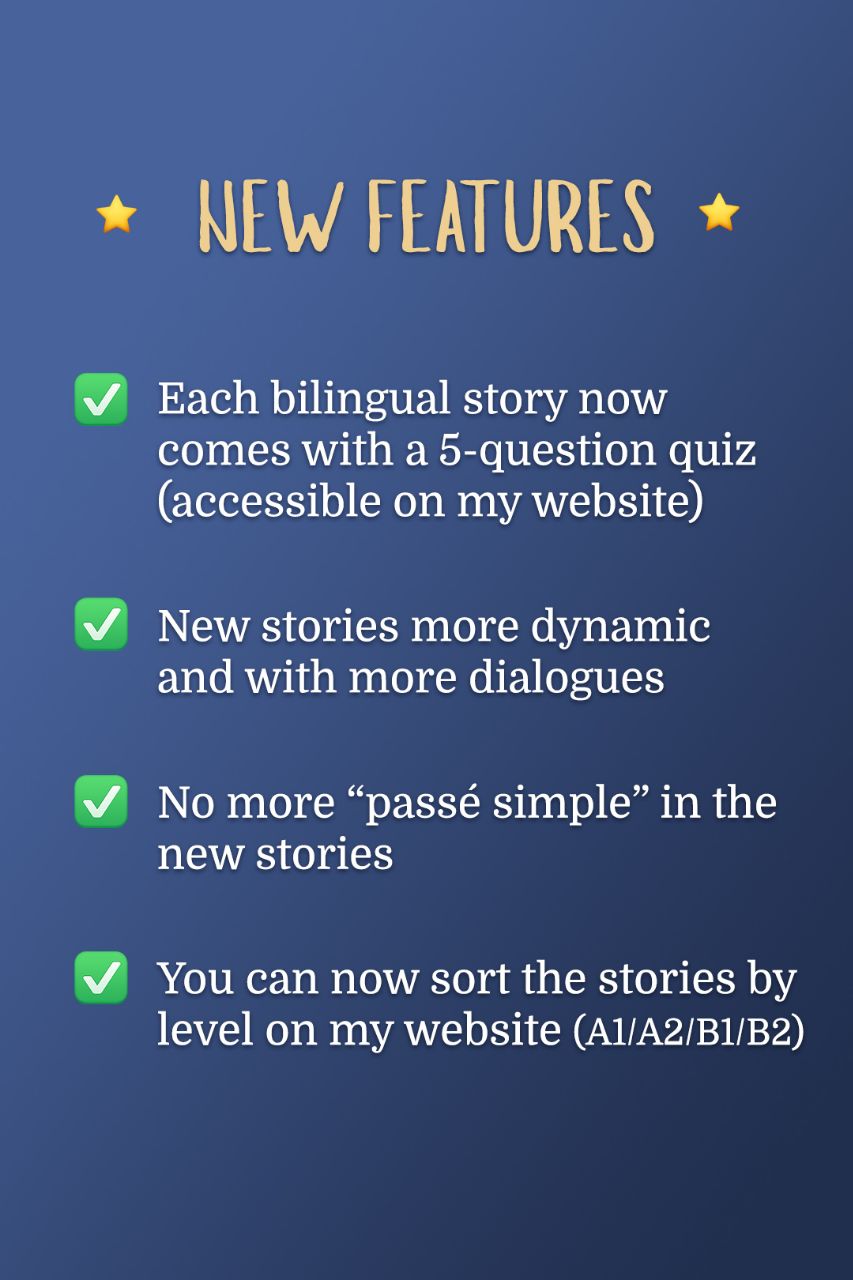 NEW FEATURES
Each bilingual story now
comes with a 5-question quiz
(accessible on my website)
New stories more dynamic
and with more dialogues
No more “passé simple” in the
new stories
You can now sort the stories by
level on my website (A1/A2/B1/B2)